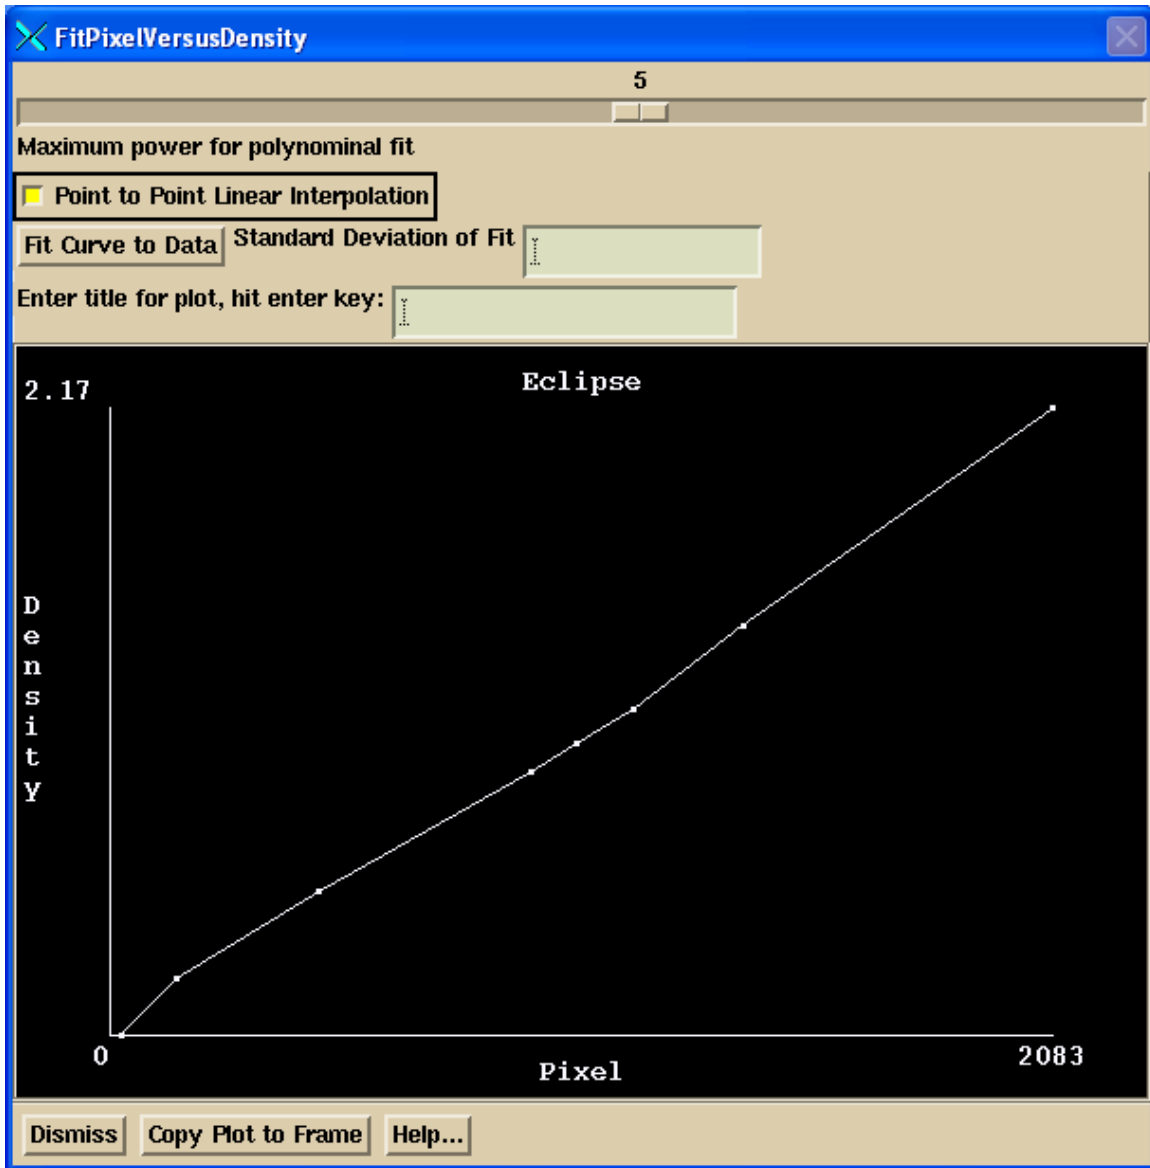 FitPixelVersusDensity
5
Maximum power for polynominal fit
Point to Point Linear Interpolation
Fit Curve to Data Standard Deviation of Fit
Enter title for plot, hit enter key:
Eclipse
2.17
Density
0
2083
Pixel
Dismiss Copy Plot to Frame Help...